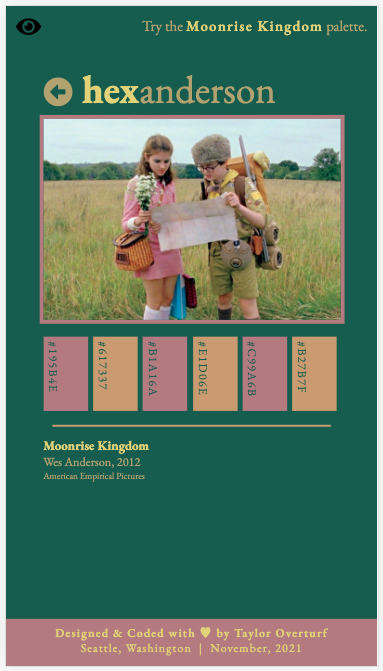 Try the Moonrise Kingdom palette.
hexanderson
#195B4E
#617337
#B1A16A
#E1D06E
#C99A6B
#B27B7F
Moonrise Kingdom
Wes Anderson, 2012
American Empirical Pictures
Designed & Coded with ♥ by Taylor Overturf
Seattle, Washington | November, 2021